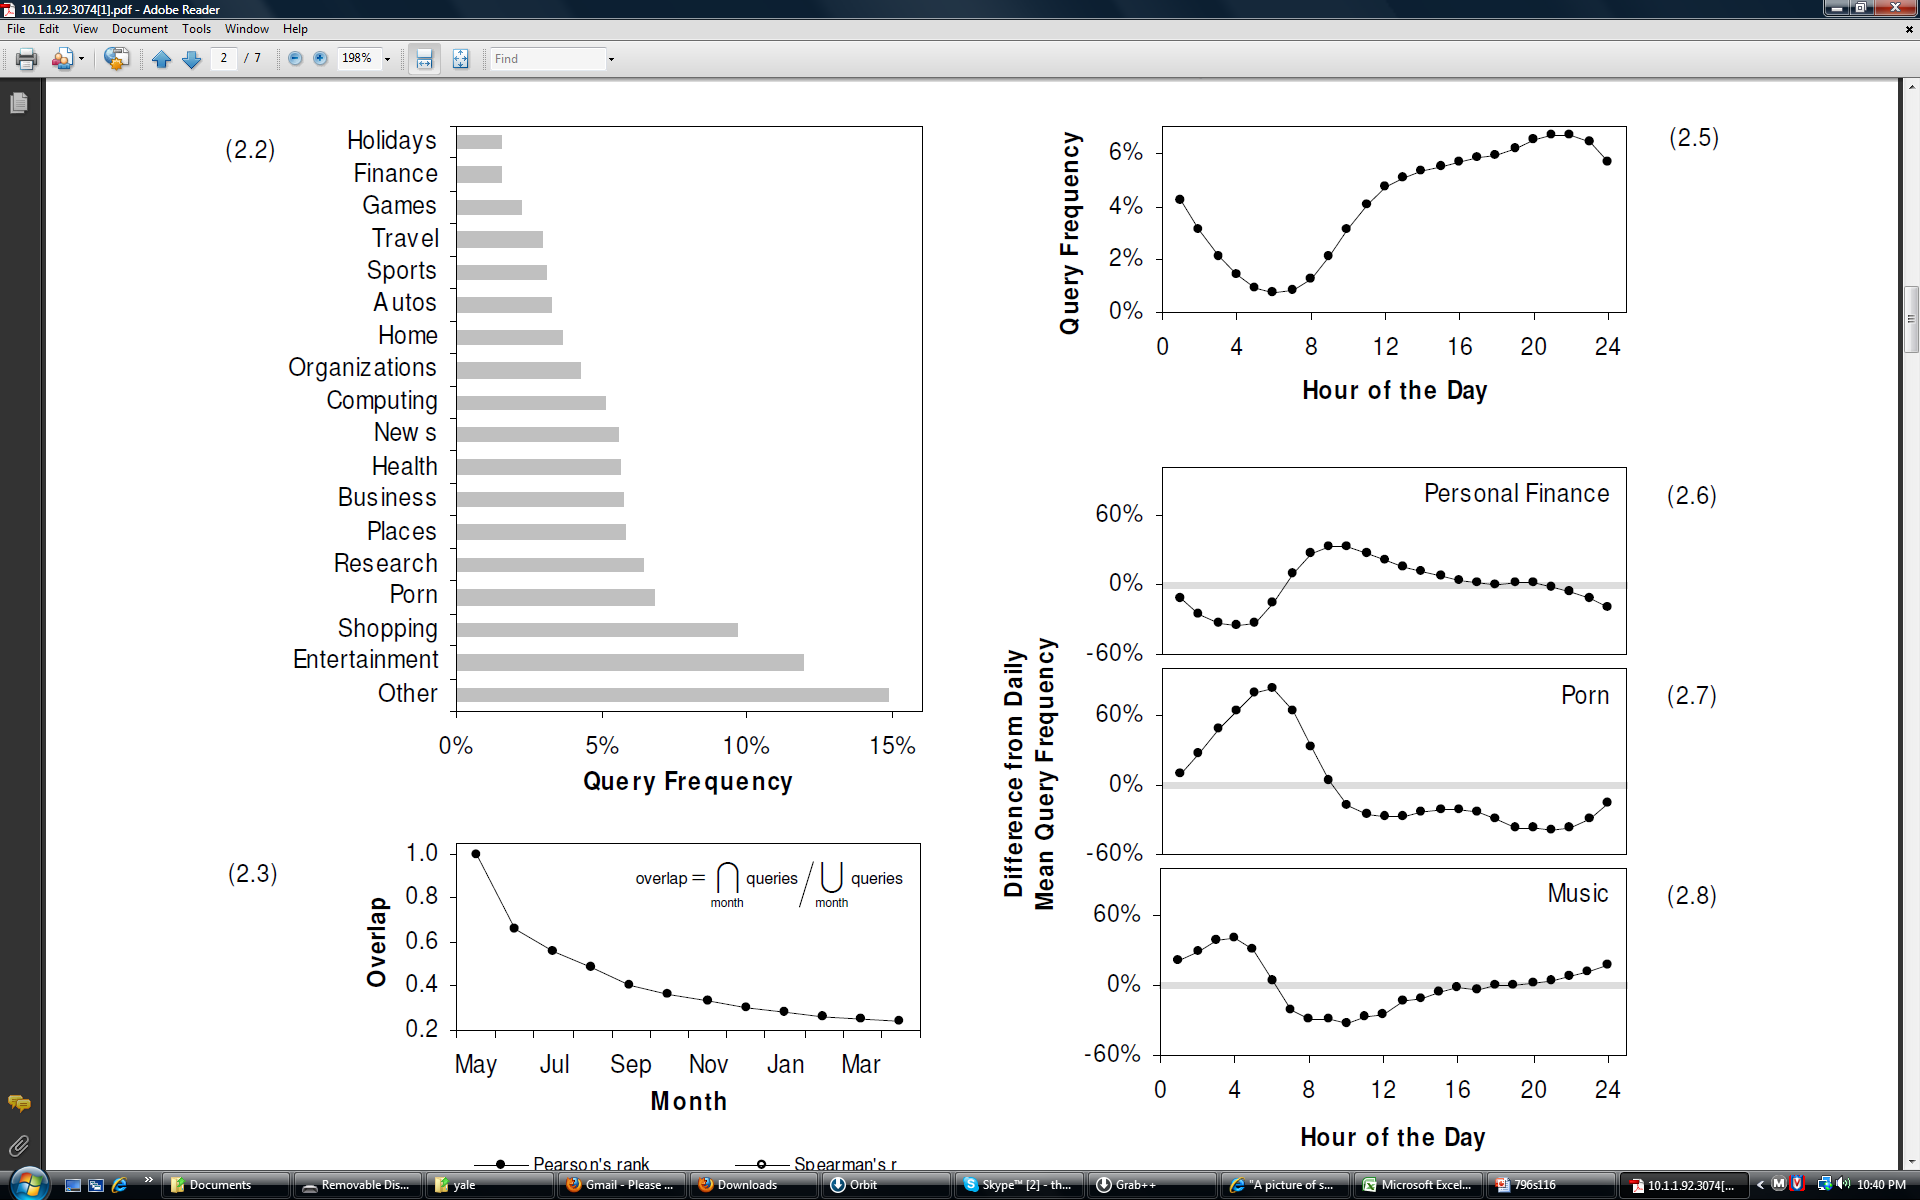 10.1.1.92.3074[1].pdf - Adobe Reader
File Edit View Document Tools Window Help
2 / 7 198% Find
(2.2)
Holidays
Finance
Games
Travel
Sports
Autos
Home
Organizations
Computing
News
Health
Business
Places
Research
Porn
Shopping
Entertainment
Other
0% 5% 10% 15%
Query Frequency
(2.3)
Overlap
1.0
0.8
0.6
0.4
0.2
overlap = ⋂ queries / ⋃ queries
month month
May Jul Sep Nov Jan Mar
Month
Pearson's rank Spearman's r
(2.5)
Query Frequency
6%
4%
2%
0%
0 4 8 12 16 20 24
Hour of the Day
Difference from Daily
Mean Query Frequency
Personal Finance
(2.6)
60%
0%
-60%
Porn
(2.7)
60%
0%
-60%
Music
(2.8)
60%
0%
-60%
0 4 8 12 16 20 24
Hour of the Day
Documents Removable Dis... yale Gmail - Please ... Downloads Orbit Skype™ [2] - th... Grab++ "A picture of s... Microsoft Excel... 796s116 10.1.1.92.3074[... 10:40 PM